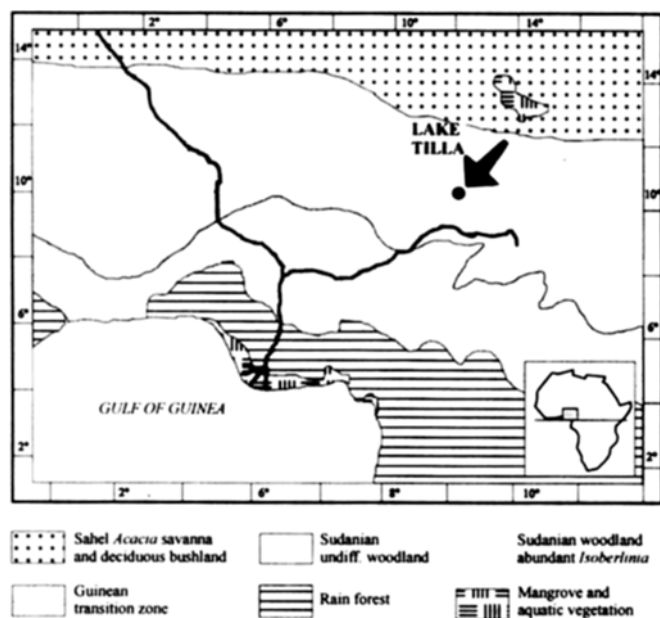 2° 6° 10° 14°
14° 14°
LAKE
TILLA
10° 10°
6° 6°
GULF OF GUINEA
2° 2°
2° 6° 8° 10°
Sahel Acacia savanna
and deciduous bushland
Sudanian
undiff. woodland
Sudanian woodland
abundant Isoberlinia
Guinean
transition zone
Rain forest
Mangrove and
aquatic vegetation